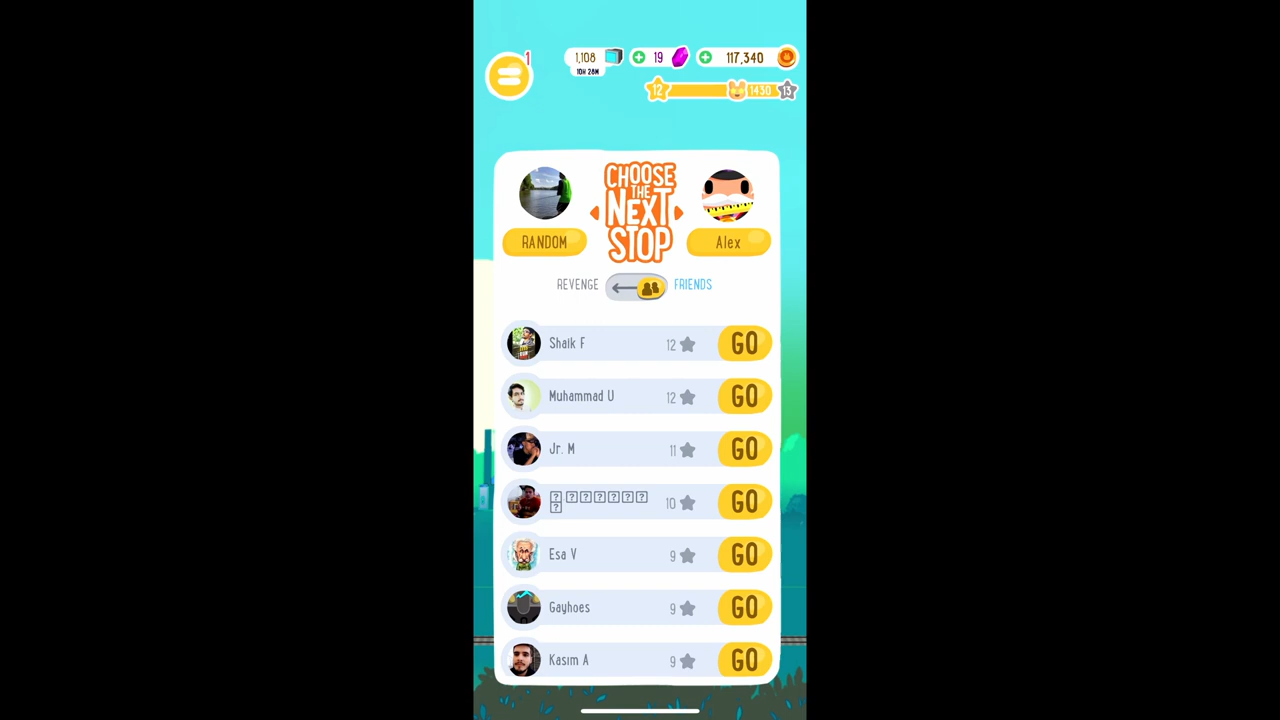 1
1,108
19
117,340
10H 28M
12
1430
13
CHOOSE
THE
NEXT
STOP
RANDOM
Alex
REVENGE
FRIENDS
Shaik F
12
GO
Muhammad U
12
GO
Jr. M
11
GO
10
GO
Esa V
9
GO
Gayhoes
9
GO
Kasım A
9
GO